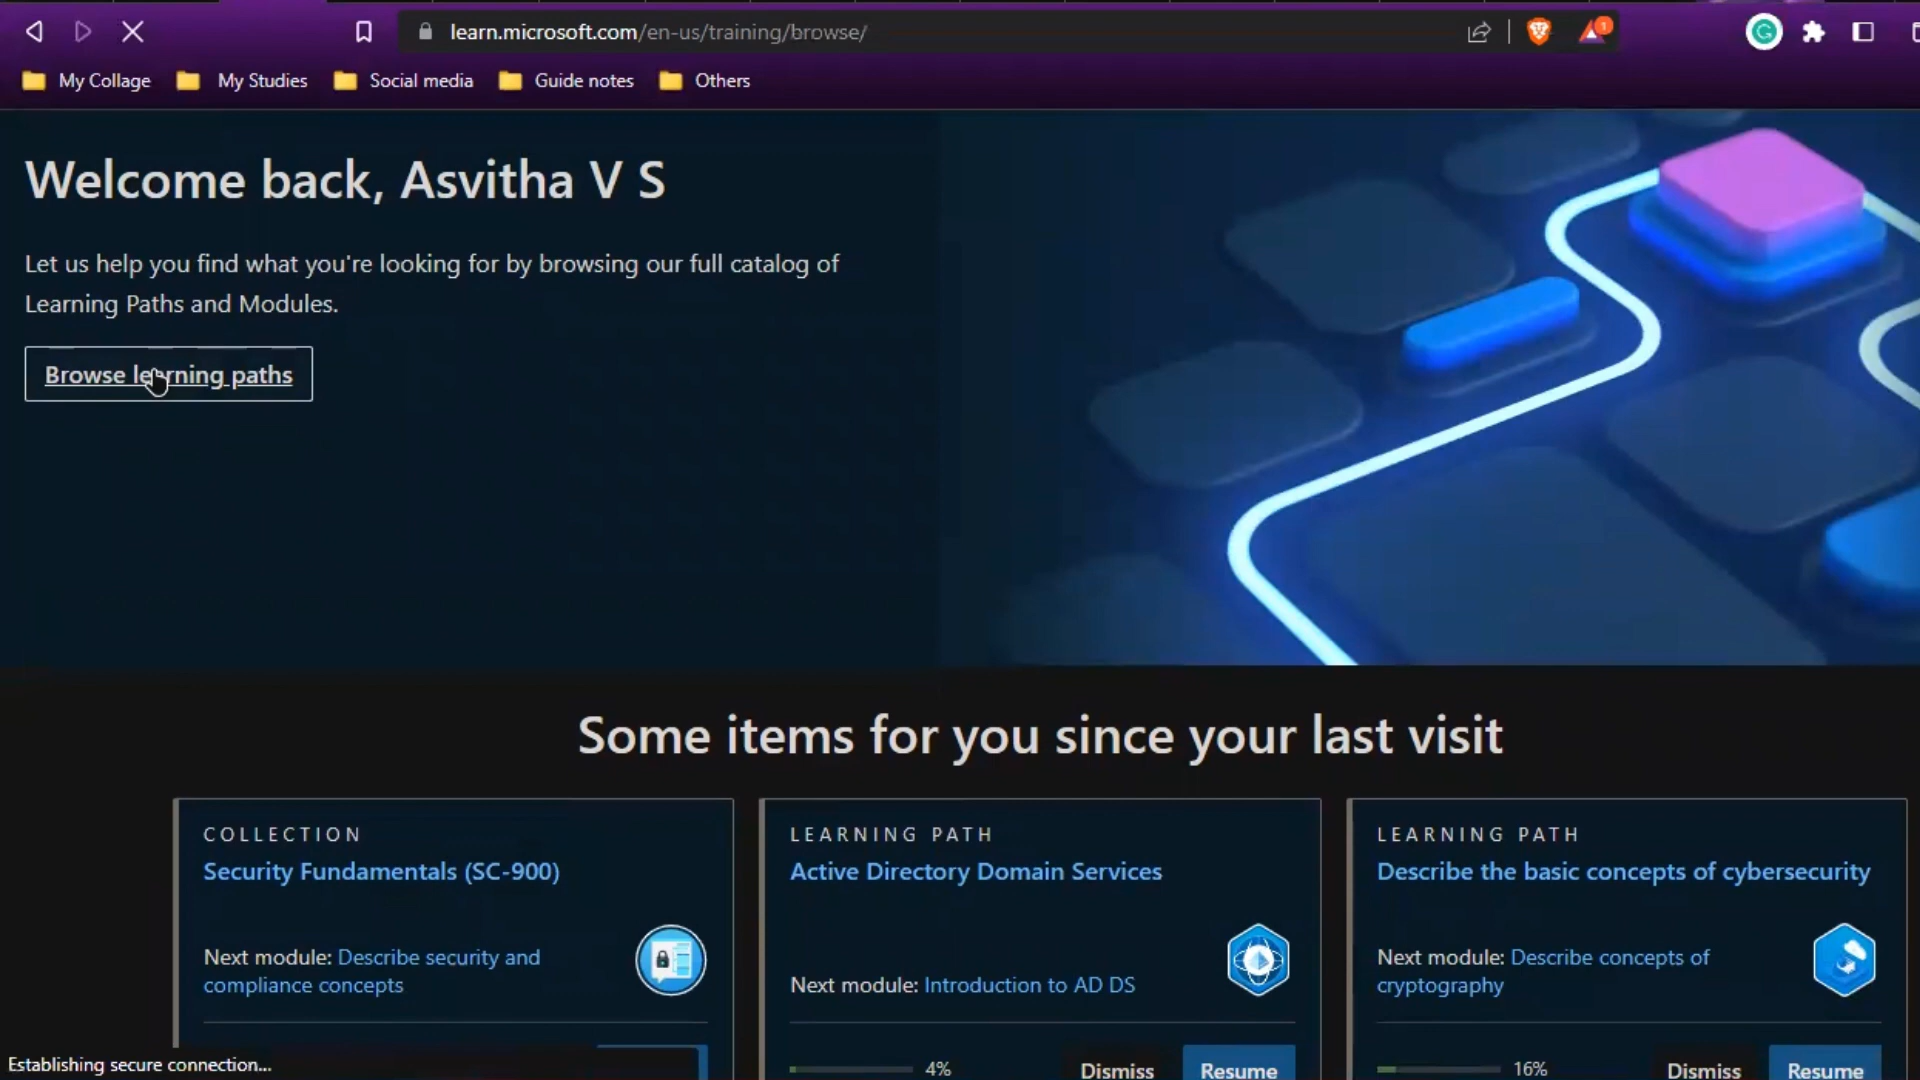 learn.microsoft.com/en-us/training/browse/
1
My Collage My Studies Social media Guide notes Others
Welcome back, Asvitha V S
Let us help you find what you're looking for by browsing our full catalog of
Learning Paths and Modules.
Browse learning paths
Some items for you since your last visit
COLLECTION
Security Fundamentals (SC-900)
Next module: Describe security and
compliance concepts
LEARNING PATH
Active Directory Domain Services
Next module: Introduction to AD DS
4% Dismiss Resume
LEARNING PATH
Describe the basic concepts of cybersecurity
Next module: Describe concepts of
cryptography
16% Dismiss Resume
Establishing secure connection...